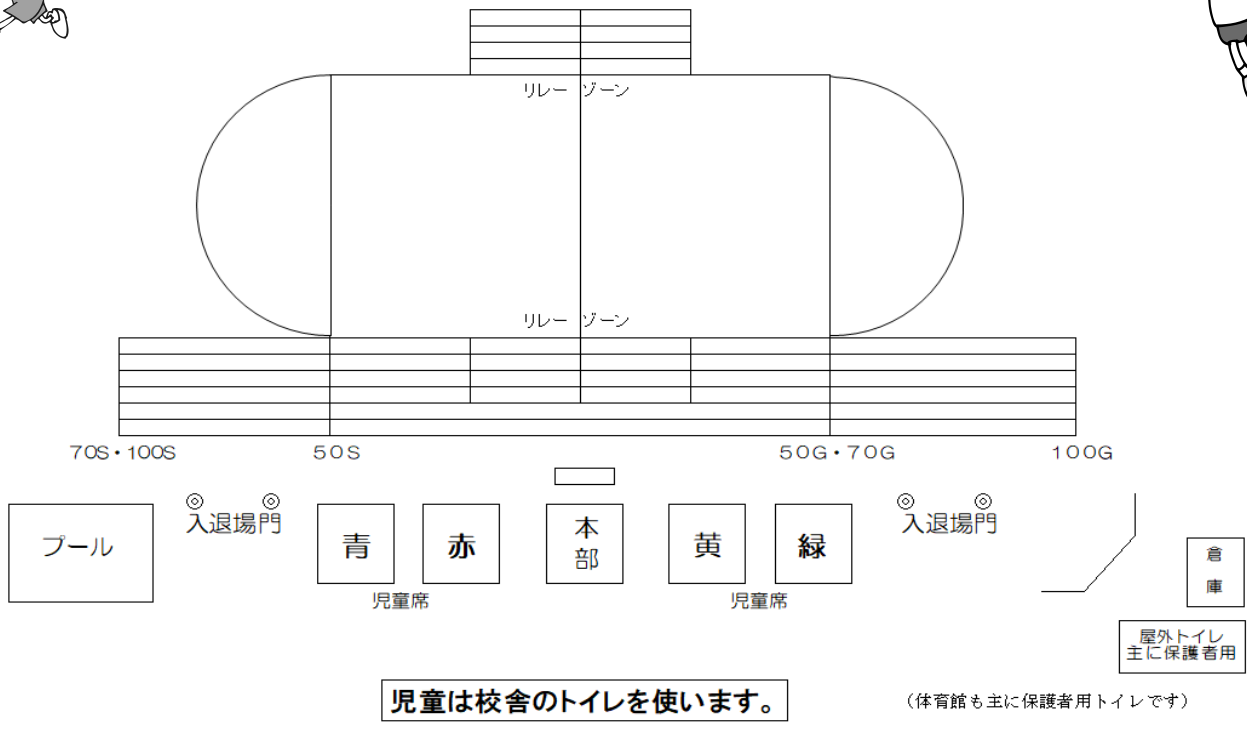 リレーゾーン
リレーゾーン
70S・100S
50S
50G・70G
100G
プール
入退場門
青
赤
本部
黄
緑
入退場門
倉庫
児童席
児童席
屋外トイレ
主に保護者用
児童は校舎のトイレを使います。
（体育館も主に保護者用トイレです）